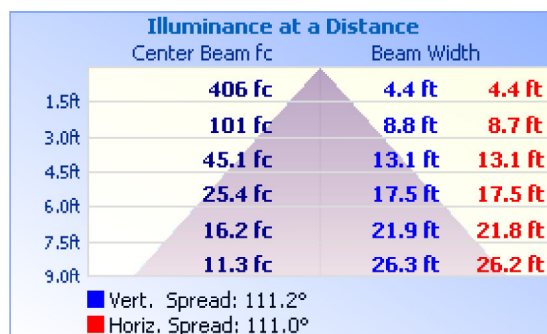 Illuminance at a Distance
Center Beam fc Beam Width
1.5ft 406 fc 4.4 ft 4.4 ft
3.0ft 101 fc 8.8 ft 8.7 ft
4.5ft 45.1 fc 13.1 ft 13.1 ft
6.0ft 25.4 fc 17.5 ft 17.5 ft
7.5ft 16.2 fc 21.9 ft 21.8 ft
9.0ft 11.3 fc 26.3 ft 26.2 ft
Vert. Spread: 111.2°
Horiz. Spread: 111.0°